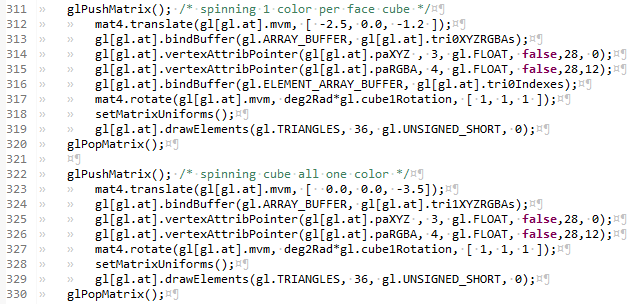 311 » glPushMatrix(); /* spinning 1 color per face cube */¤¶
312 » » mat4.translate(gl[gl.at].mvm, [ -2.5, 0.0, -1.2 ]);¤¶
313 » » gl[gl.at].bindBuffer(gl.ARRAY_BUFFER, gl[gl.at].tri0XYZRGBAs);¤¶
314 » » gl[gl.at].vertexAttribPointer(gl[gl.at].paXYZ , 3, gl.FLOAT, false,28, 0);¤¶
315 » » gl[gl.at].vertexAttribPointer(gl[gl.at].paRGBA, 4, gl.FLOAT, false,28,12);¤¶
316 » » gl[gl.at].bindBuffer(gl.ELEMENT_ARRAY_BUFFER, gl[gl.at].tri0Indexes);¤¶
317 » » mat4.rotate(gl[gl.at].mvm, deg2Rad*gl.cube1Rotation, [ 1, 1, 1 ]);¤¶
318 » » setMatrixUniforms();¤¶
319 » » gl[gl.at].drawElements(gl.TRIANGLES, 36, gl.UNSIGNED_SHORT, 0);¤¶
320 » glPopMatrix();¤¶
321 » ¤¶
322 » glPushMatrix(); /* spinning cube all one color */¤¶
323 » » mat4.translate(gl[gl.at].mvm, [ 0.0, 0.0, -3.5]);¤¶
324 » » gl[gl.at].bindBuffer(gl.ARRAY_BUFFER, gl[gl.at].tri1XYZRGBAs);¤¶
325 » » gl[gl.at].vertexAttribPointer(gl[gl.at].paXYZ , 3, gl.FLOAT, false,28, 0);¤¶
326 » » gl[gl.at].vertexAttribPointer(gl[gl.at].paRGBA, 4, gl.FLOAT, false,28,12);¤¶
327 » » mat4.rotate(gl[gl.at].mvm, deg2Rad*gl.cube1Rotation, [ 1, 1, 1 ]);¤¶
328 » » setMatrixUniforms();¤¶
329 » » gl[gl.at].drawElements(gl.TRIANGLES, 36, gl.UNSIGNED_SHORT, 0);¤¶
330 » glPopMatrix();¤¶